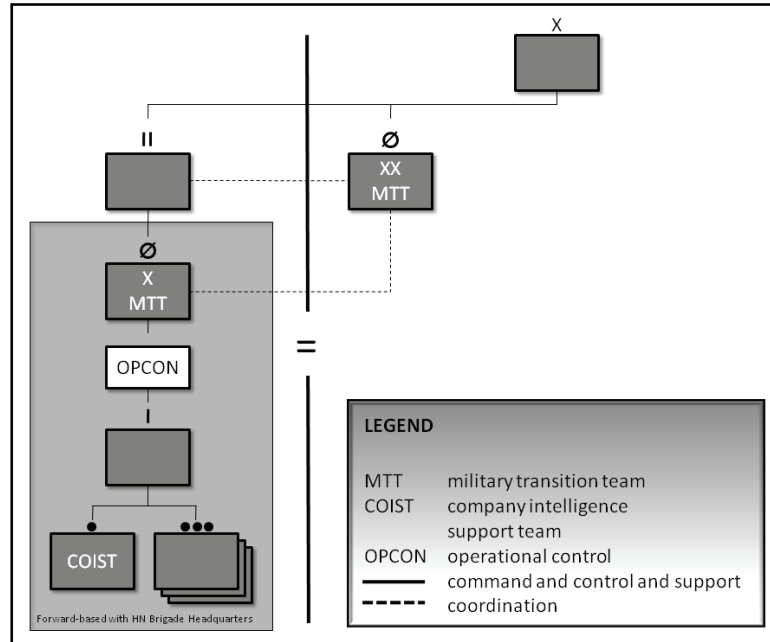 X
II
Ø
XX
MTT
Ø
X
MTT
OPCON
=
I
●
●●●
COIST
Forward-based with HN Brigade Headquarters
LEGEND
MTT military transition team
COIST company intelligence
support team
OPCON operational control
command and control and support
coordination